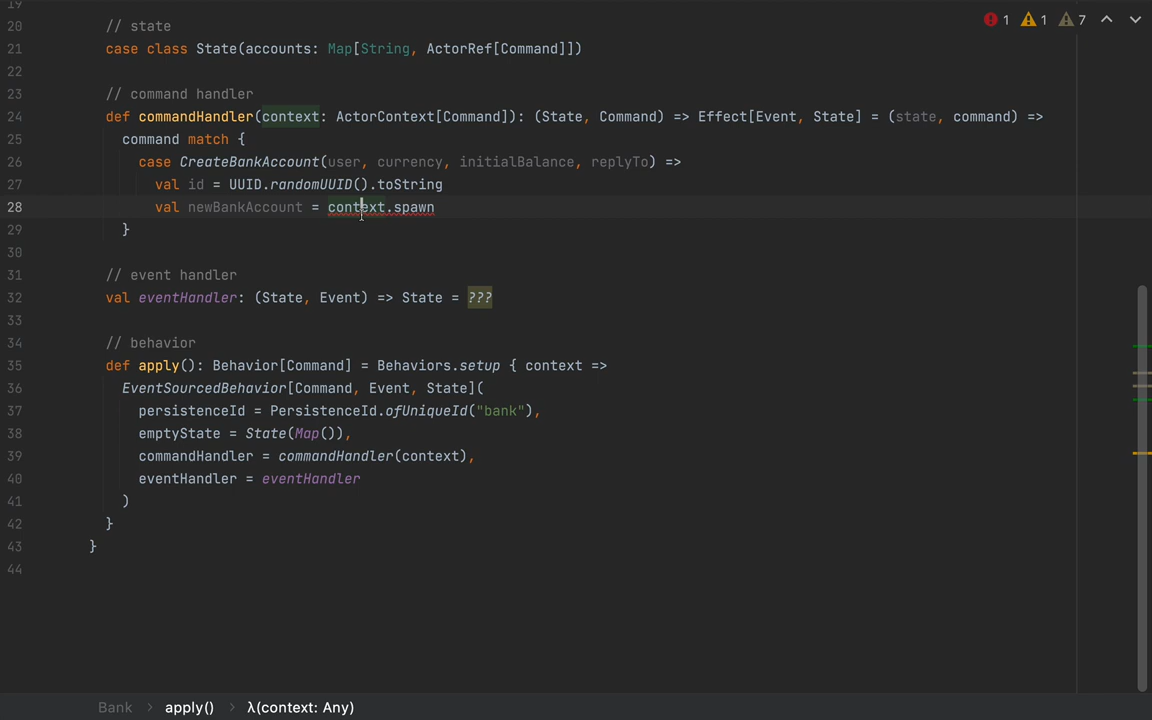 1 1 7
19
20 // state
21 case class State(accounts: Map[String, ActorRef[Command]])
22
23 // command handler
24 def commandHandler(context: ActorContext[Command]): (State, Command) => Effect[Event, State] = (state, command) =>
25 command match {
26 case CreateBankAccount(user, currency, initialBalance, replyTo) =>
27 val id = UUID.randomUUID().toString
28 val newBankAccount = context.spawn
29 }
30
31 // event handler
32 val eventHandler: (State, Event) => State = ???
33
34 // behavior
35 def apply(): Behavior[Command] = Behaviors.setup { context =>
36 EventSourcedBehavior[Command, Event, State](
37 persistenceId = PersistenceId.ofUniqueId("bank"),
38 emptyState = State(Map()),
39 commandHandler = commandHandler(context),
40 eventHandler = eventHandler
41 )
42 }
43 }
44
Bank > apply() > λ(context: Any)